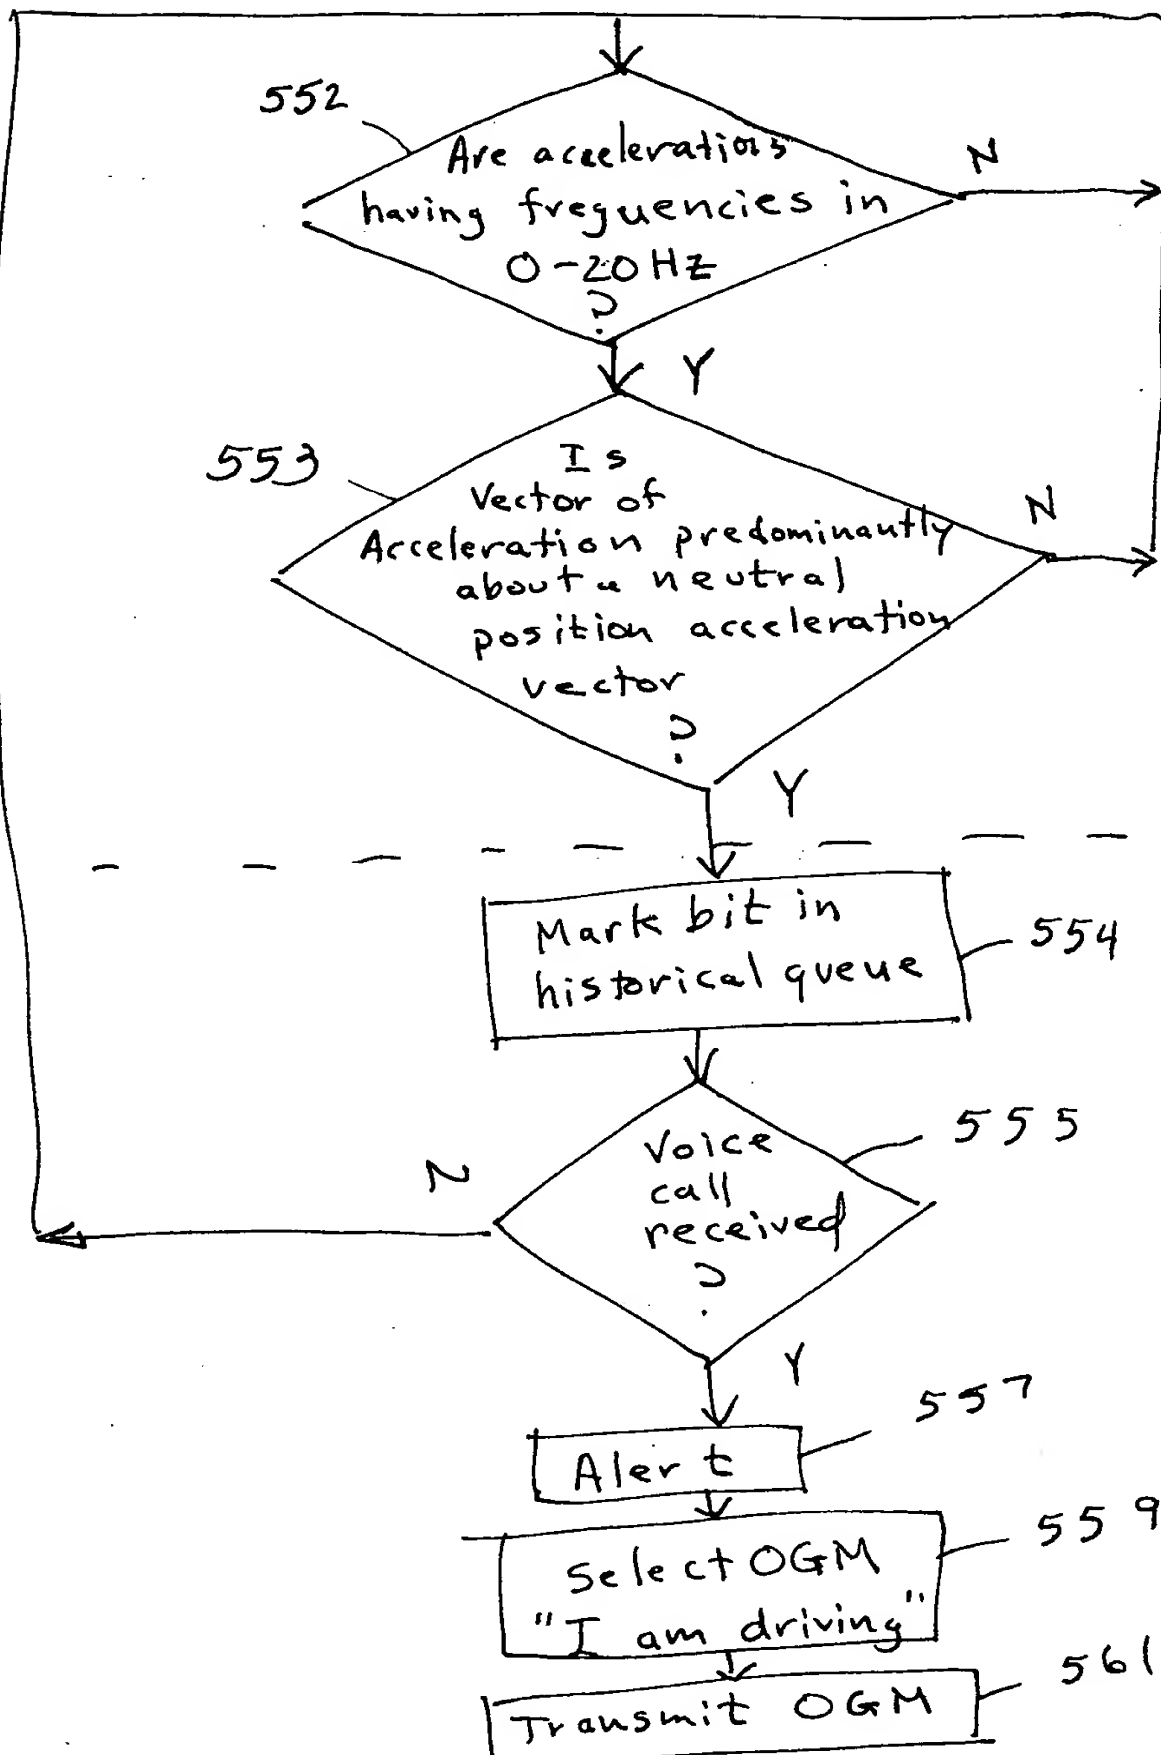 552
Are accelerations
having frequencies in
0-20 Hz
?
N
Y
553
Is
Vector of
Acceleration predominantly
about a neutral
position acceleration
vector
?
N
Y
Mark bit in
historical queue
554
Voice
call
received
?
555
N
Y
Alert
557
Select OGM
"I am driving"
559
Transmit OGM
561